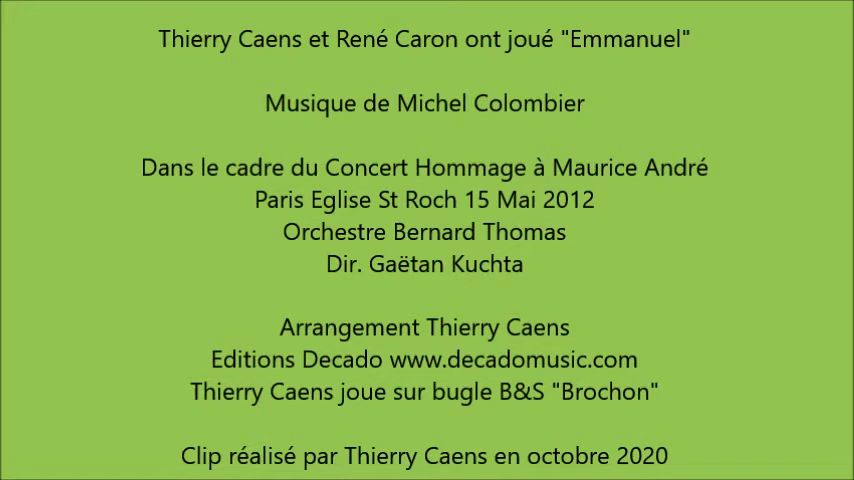 Thierry Caens et René Caron ont joué "Emmanuel"
Musique de Michel Colombier
Dans le cadre du Concert Hommage à Maurice André
Paris Eglise St Roch 15 Mai 2012
Orchestre Bernard Thomas
Dir. Gaëtan Kuchta
Arrangement Thierry Caens
Editions Decado www.decadomusic.com
Thierry Caens joue sur bugle B&S "Brochon"
Clip réalisé par Thierry Caens en octobre 2020